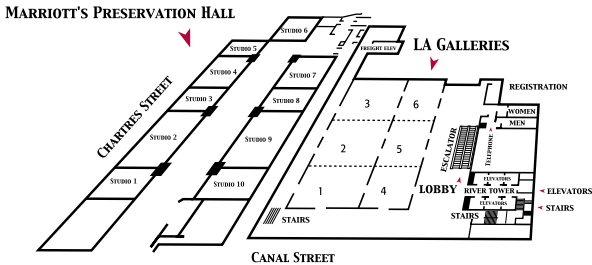 MARRIOTT'S PRESERVATION HALL
LA GALLERIES
CHARTRES STREET
STUDIO 6
STUDIO 5
STUDIO 4
STUDIO 3
STUDIO 2
STUDIO 1
STUDIO 7
STUDIO 8
STUDIO 9
STUDIO 10
FREIGHT ELEV
3
6
2
5
1
4
REGISTRATION
WOMEN
MEN
ESCALATOR
TELEPHONE
LOBBY
ELEVATORS
RIVER TOWER
ELEVATORS
ELEVATORS
STAIRS
STAIRS
STAIRS
CANAL STREET